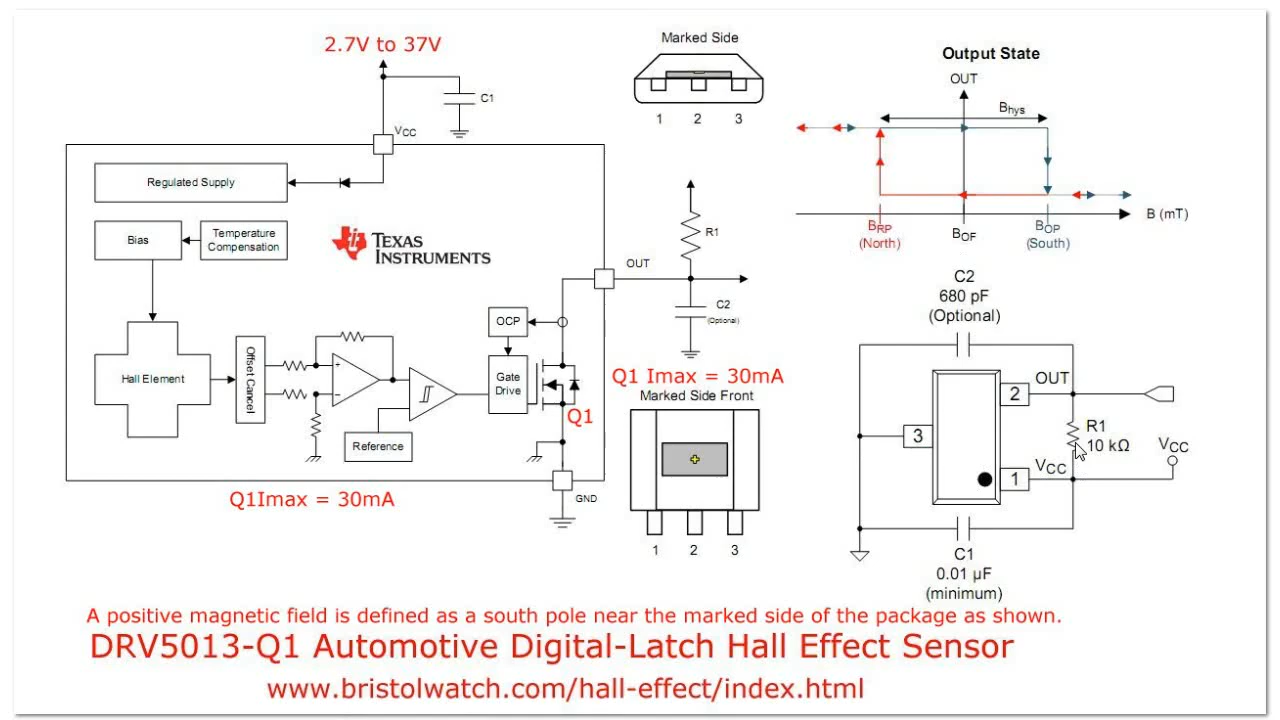 2.7V to 37V
C1
VCC
Regulated Supply
Bias
Temperature
Compensation
TEXAS
INSTRUMENTS
OUT
R1
C2
(Optional)
OCP
Hall Element
Offset Cancel
+
–
Gate
Drive
Reference
Q1
Q1Imax = 30mA
GND
Marked Side
1 2 3
Q1 Imax = 30mA
Marked Side Front
1 2 3
Output State
OUT
Bhys
B (mT)
BRP
(North)
BOF
BOP
(South)
C2
680 pF
(Optional)
OUT
2
3
R1
10 kΩ
VCC
VCC
1
C1
0.01 µF
(minimum)
A positive magnetic field is defined as a south pole near the marked side of the package as shown.
DRV5013-Q1 Automotive Digital-Latch Hall Effect Sensor
www.bristolwatch.com/hall-effect/index.html